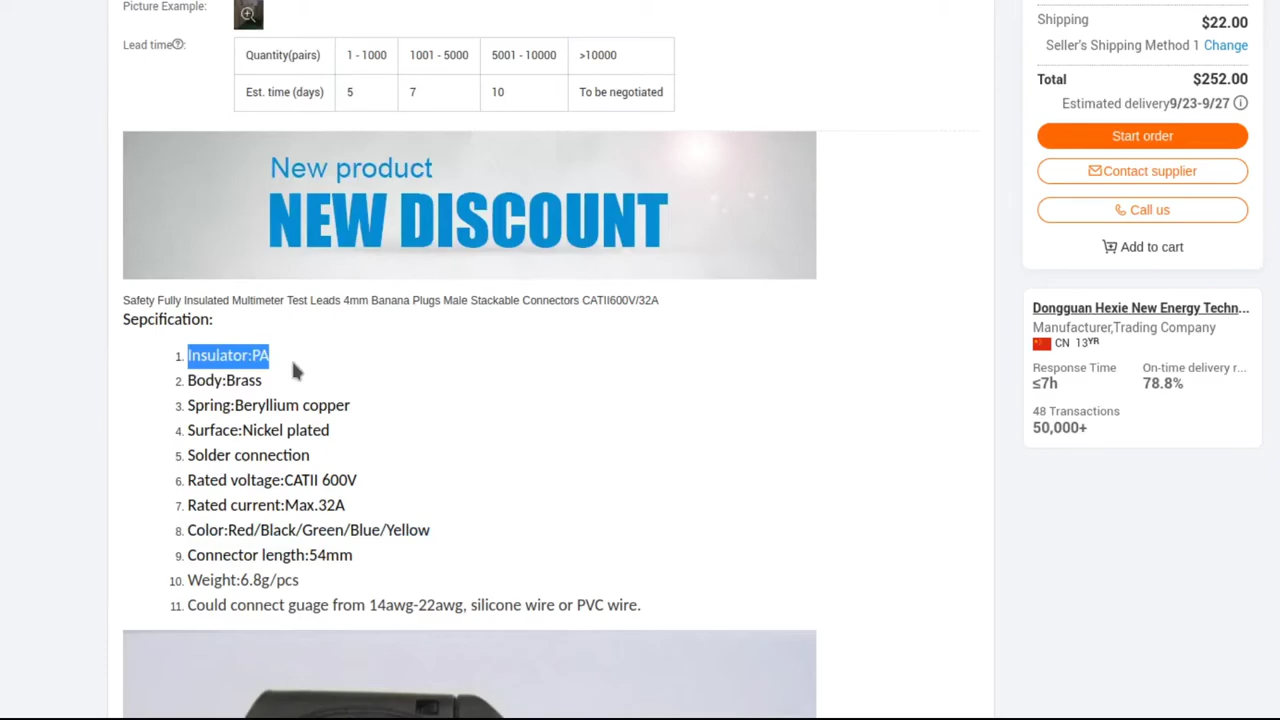 Picture Example:
Lead time
Quantity(pairs) 1 - 1000 1001 - 5000 5001 - 10000 >10000
Est. time (days) 5 7 10 To be negotiated
New product
NEW DISCOUNT
Safety Fully Insulated Multimeter Test Leads 4mm Banana Plugs Male Stackable Connectors CATII600V/32A
Sepcification:
1. Insulator:PA
2. Body:Brass
3. Spring:Beryllium copper
4. Surface:Nickel plated
5. Solder connection
6. Rated voltage:CATII 600V
7. Rated current:Max.32A
8. Color:Red/Black/Green/Blue/Yellow
9. Connector length:54mm
10. Weight:6.8g/pcs
11. Could connect guage from 14awg-22awg, silicone wire or PVC wire.
Shipping $22.00
Seller's Shipping Method 1 Change
Total $252.00
Estimated delivery9/23-9/27
Start order
Contact supplier
Call us
Add to cart
Dongguan Hexie New Energy Techn...
Manufacturer,Trading Company
CN 13YR
Response Time On-time delivery r...
≤7h 78.8%
48 Transactions
50,000+